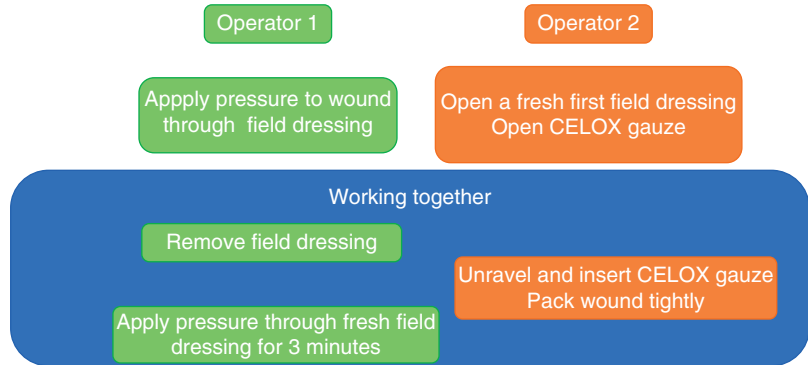 Operator 1
Operator 2
Appply pressure to wound
through field dressing
Open a fresh first field dressing
Open CELOX gauze
Working together
Remove field dressing
Unravel and insert CELOX gauze
Pack wound tightly
Apply pressure through fresh field
dressing for 3 minutes